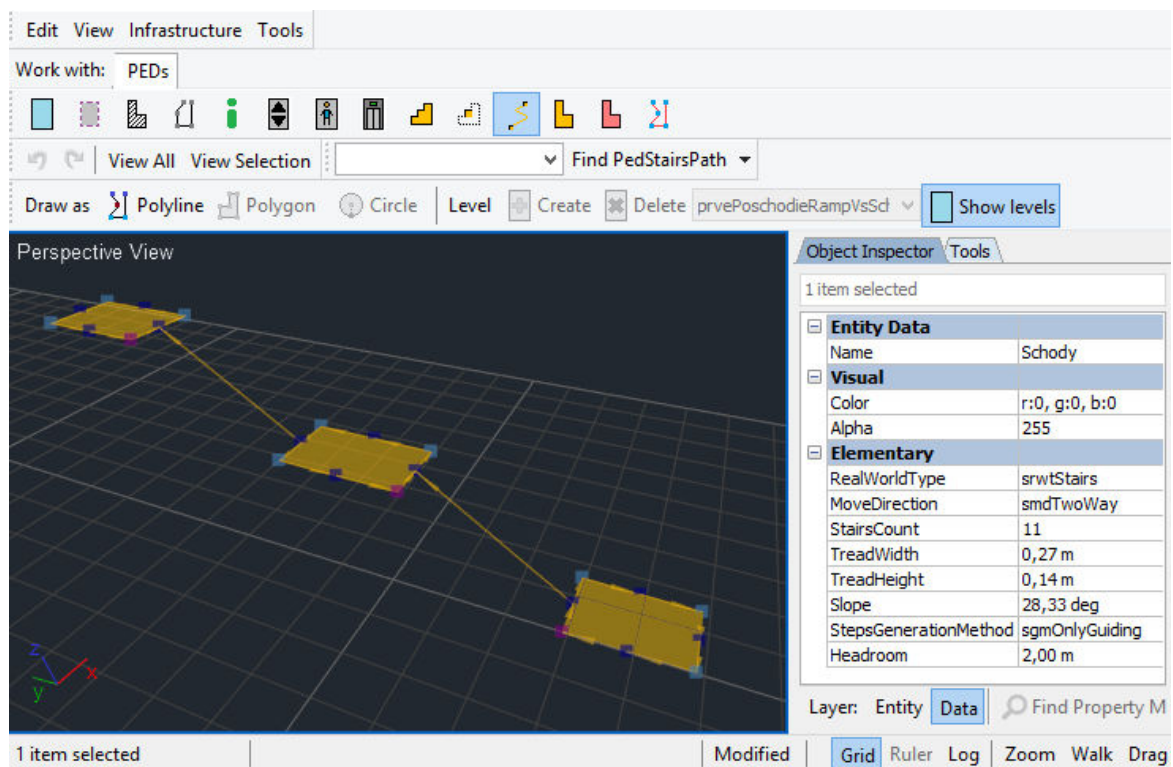 Edit View Infrastructure Tools
Work with: PEDs
View All View Selection Find PedStairsPath
Draw as Polyline Polygon Circle Level Create Delete prvePoschodieRampVsSch Show levels
Perspective View
Object Inspector Tools
1 item selected
Entity Data
Name Schody
Visual
Color r:0, g:0, b:0
Alpha 255
Elementary
RealWorldType srwtStairs
MoveDirection smdTwoWay
StairsCount 11
TreadWidth 0,27 m
TreadHeight 0,14 m
Slope 28,33 deg
StepsGenerationMethod sgmOnlyGuiding
Headroom 2,00 m
z
x
y
Layer: Entity Data Find Property M
1 item selected Modified Grid Ruler Log Zoom Walk Drag